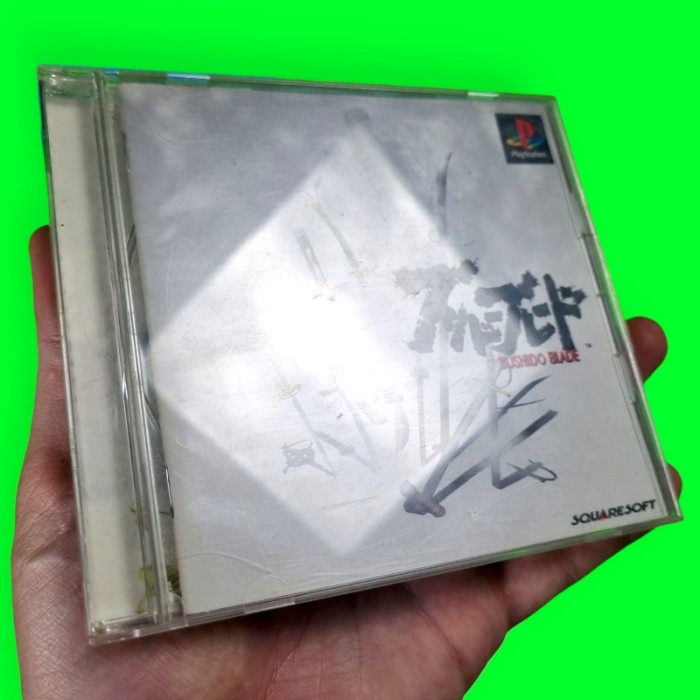 PlayStation
ブシドーブレード
BUSHIDO BLADE
SQUARESOFT